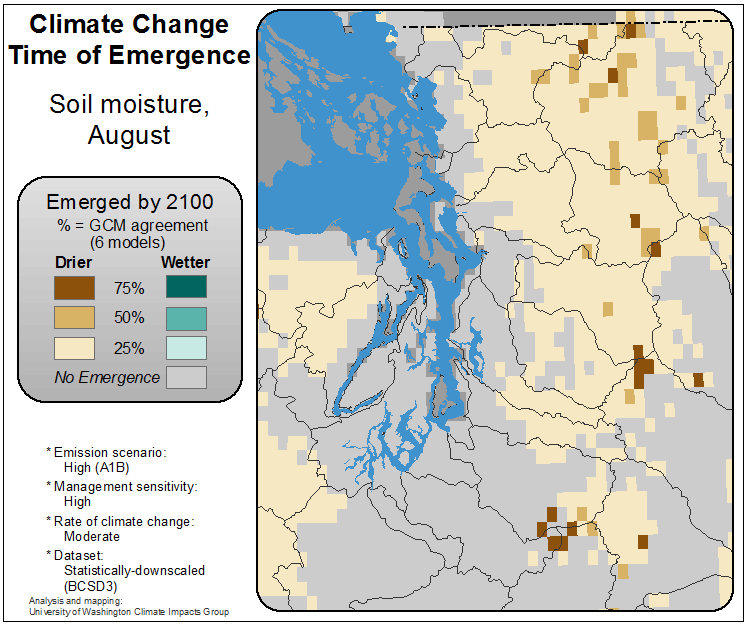 Climate Change
Time of Emergence
Soil moisture,
August
Emerged by 2100
% = GCM agreement
(6 models)
Drier Wetter
75%
50%
25%
No Emergence
* Emission scenario:
High (A1B)
* Management sensitivity:
High
* Rate of climate change:
Moderate
* Dataset:
Statistically-downscaled
(BCSD3)
Analysis and mapping:
University of Washington Climate Impacts Group